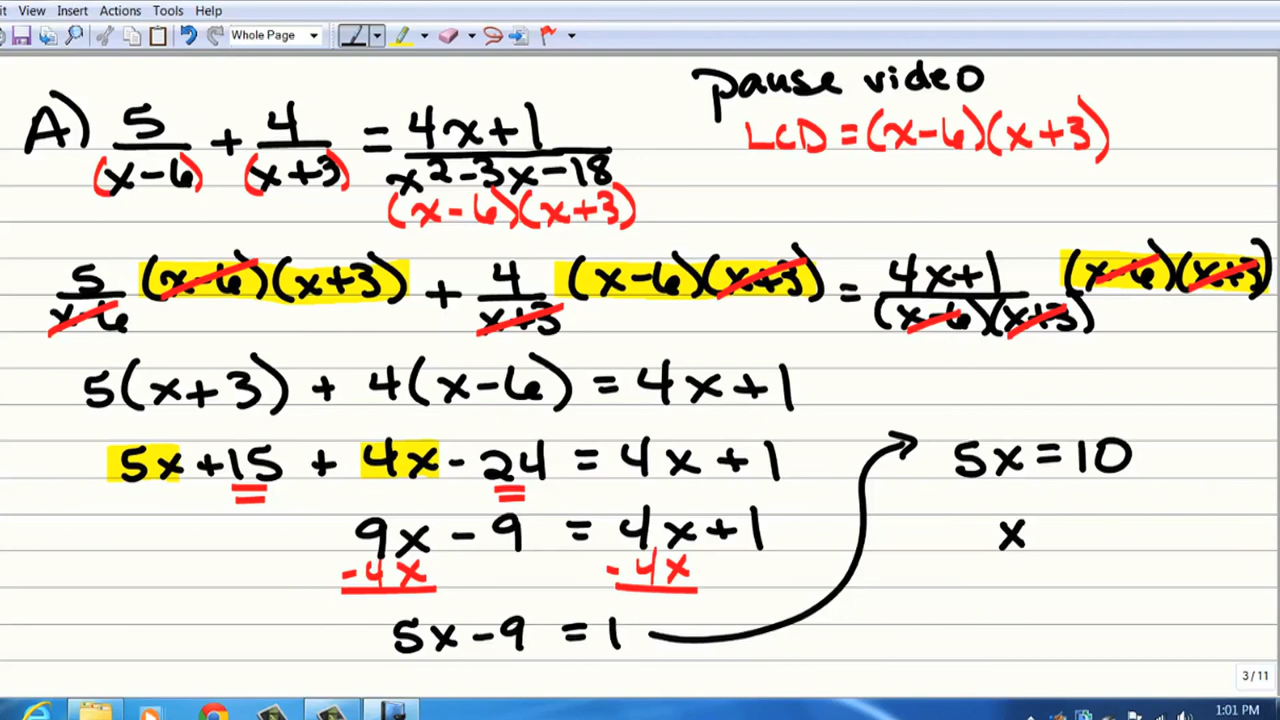 View Insert Actions Tools Help
Whole Page
pause video
A) 5/(x-6) + 4/(x+3) = 4x+1/x²-3x-18
LCD = (x-6)(x+3)
(x-6)(x+3)
5/x-6 (x-6)(x+3) + 4/x+3 (x-6)(x+3) = 4x+1/(x-6)(x+3) (x-6)(x+3)
5(x+3) + 4(x-6) = 4x+1
5x+15 + 4x-24 = 4x+1
5x=10
9x-9 = 4x+1
x
-4x -4x
5x-9 = 1
3/11
1:01 PM